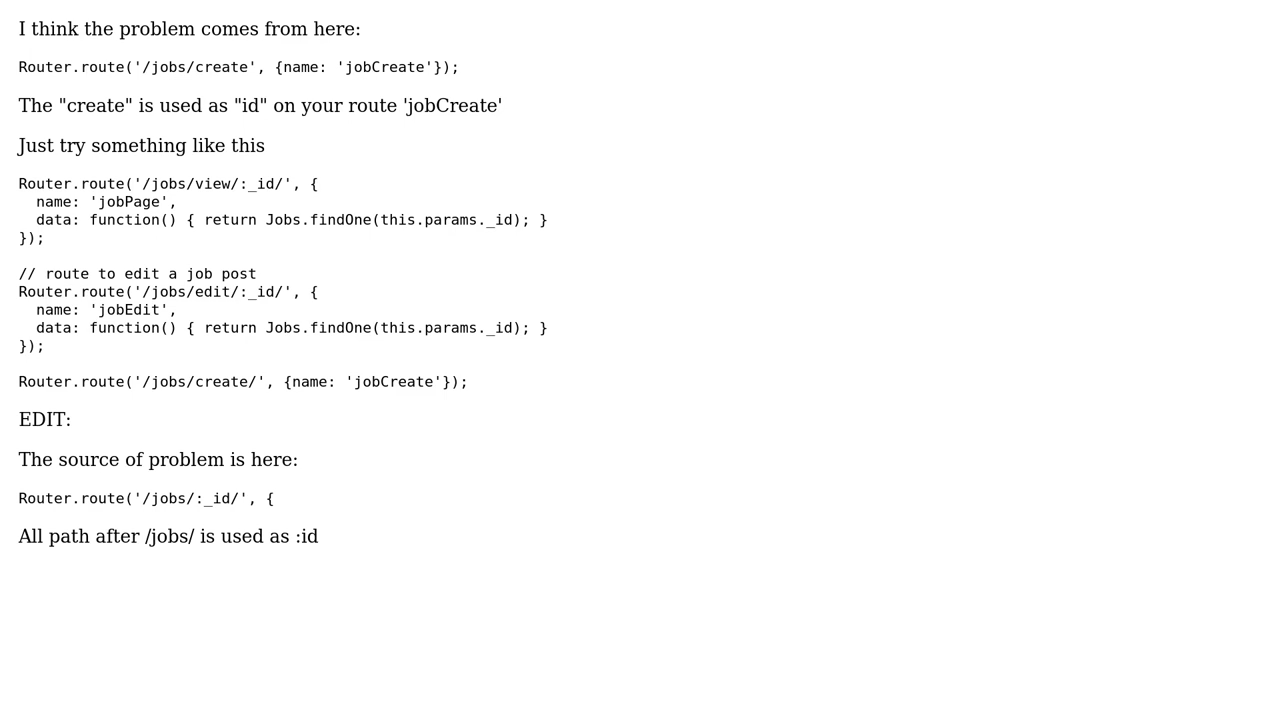 I think the problem comes from here:
Router.route('/jobs/create', {name: 'jobCreate'});
The "create" is used as "id" on your route 'jobCreate'
Just try something like this
Router.route('/jobs/view/:_id/', {
  name: 'jobPage',
  data: function() { return Jobs.findOne(this.params._id); }
});
// route to edit a job post
Router.route('/jobs/edit/:_id/', {
  name: 'jobEdit',
  data: function() { return Jobs.findOne(this.params._id); }
});
Router.route('/jobs/create/', {name: 'jobCreate'});
EDIT:
The source of problem is here:
Router.route('/jobs/:_id/', {
All path after /jobs/ is used as :id